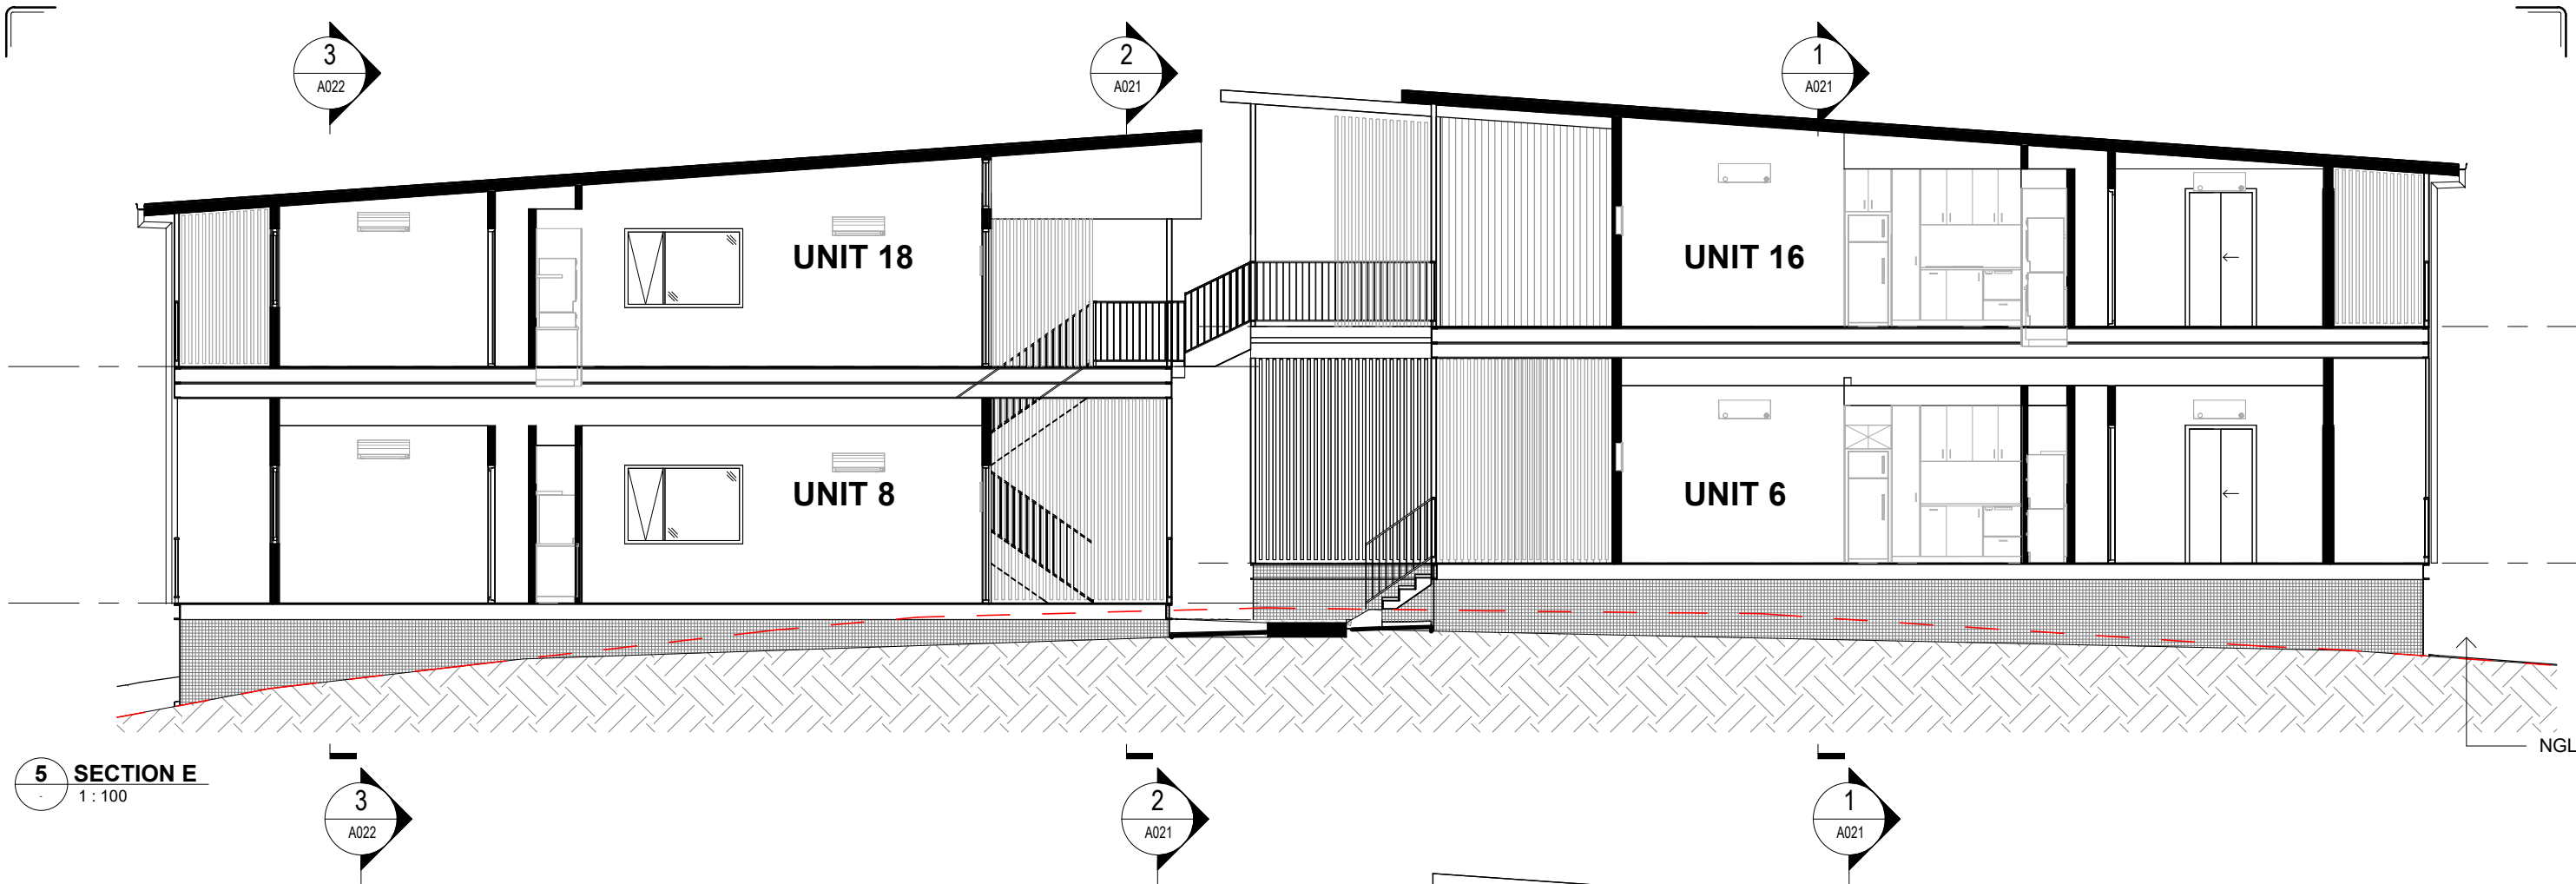 3
A022
2
A021
1
A021
UNIT 18
UNIT 16
UNIT 8
UNIT 6
NGL
5 SECTION E
1 : 100
3
A022
2
A021
1
A021